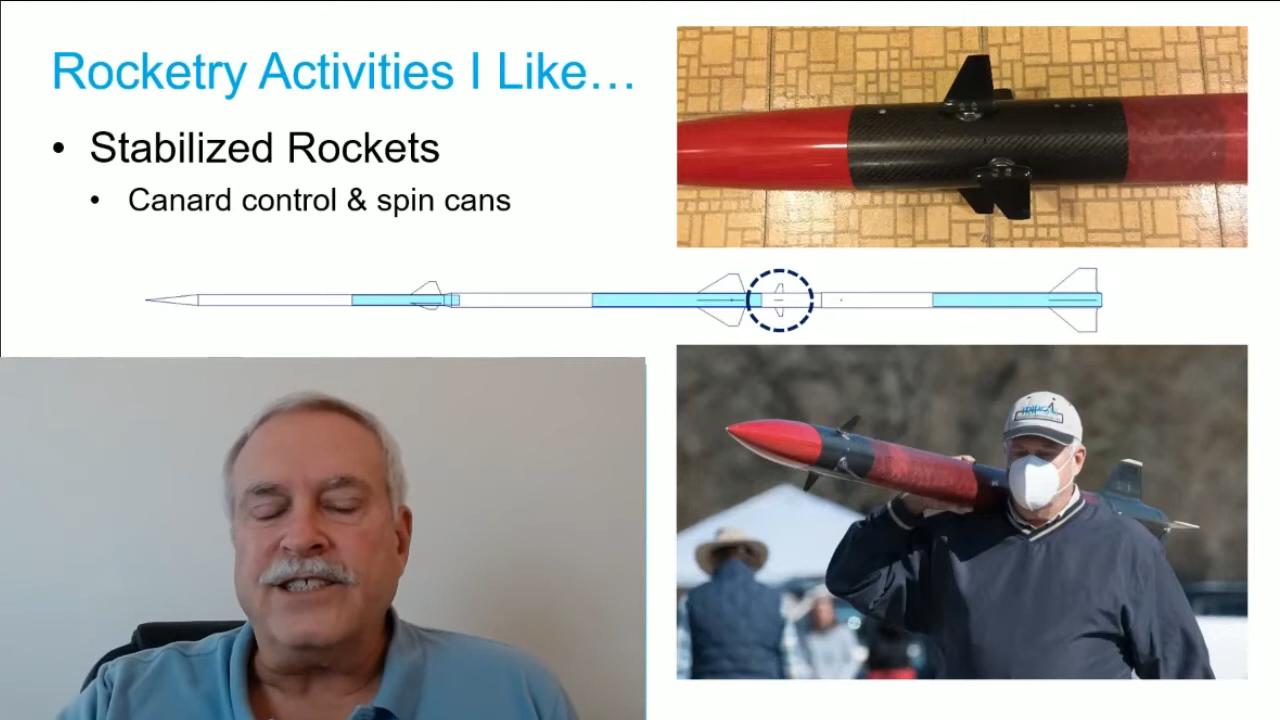 Rocketry Activities I Like…
• Stabilized Rockets
• Canard control & spin cans